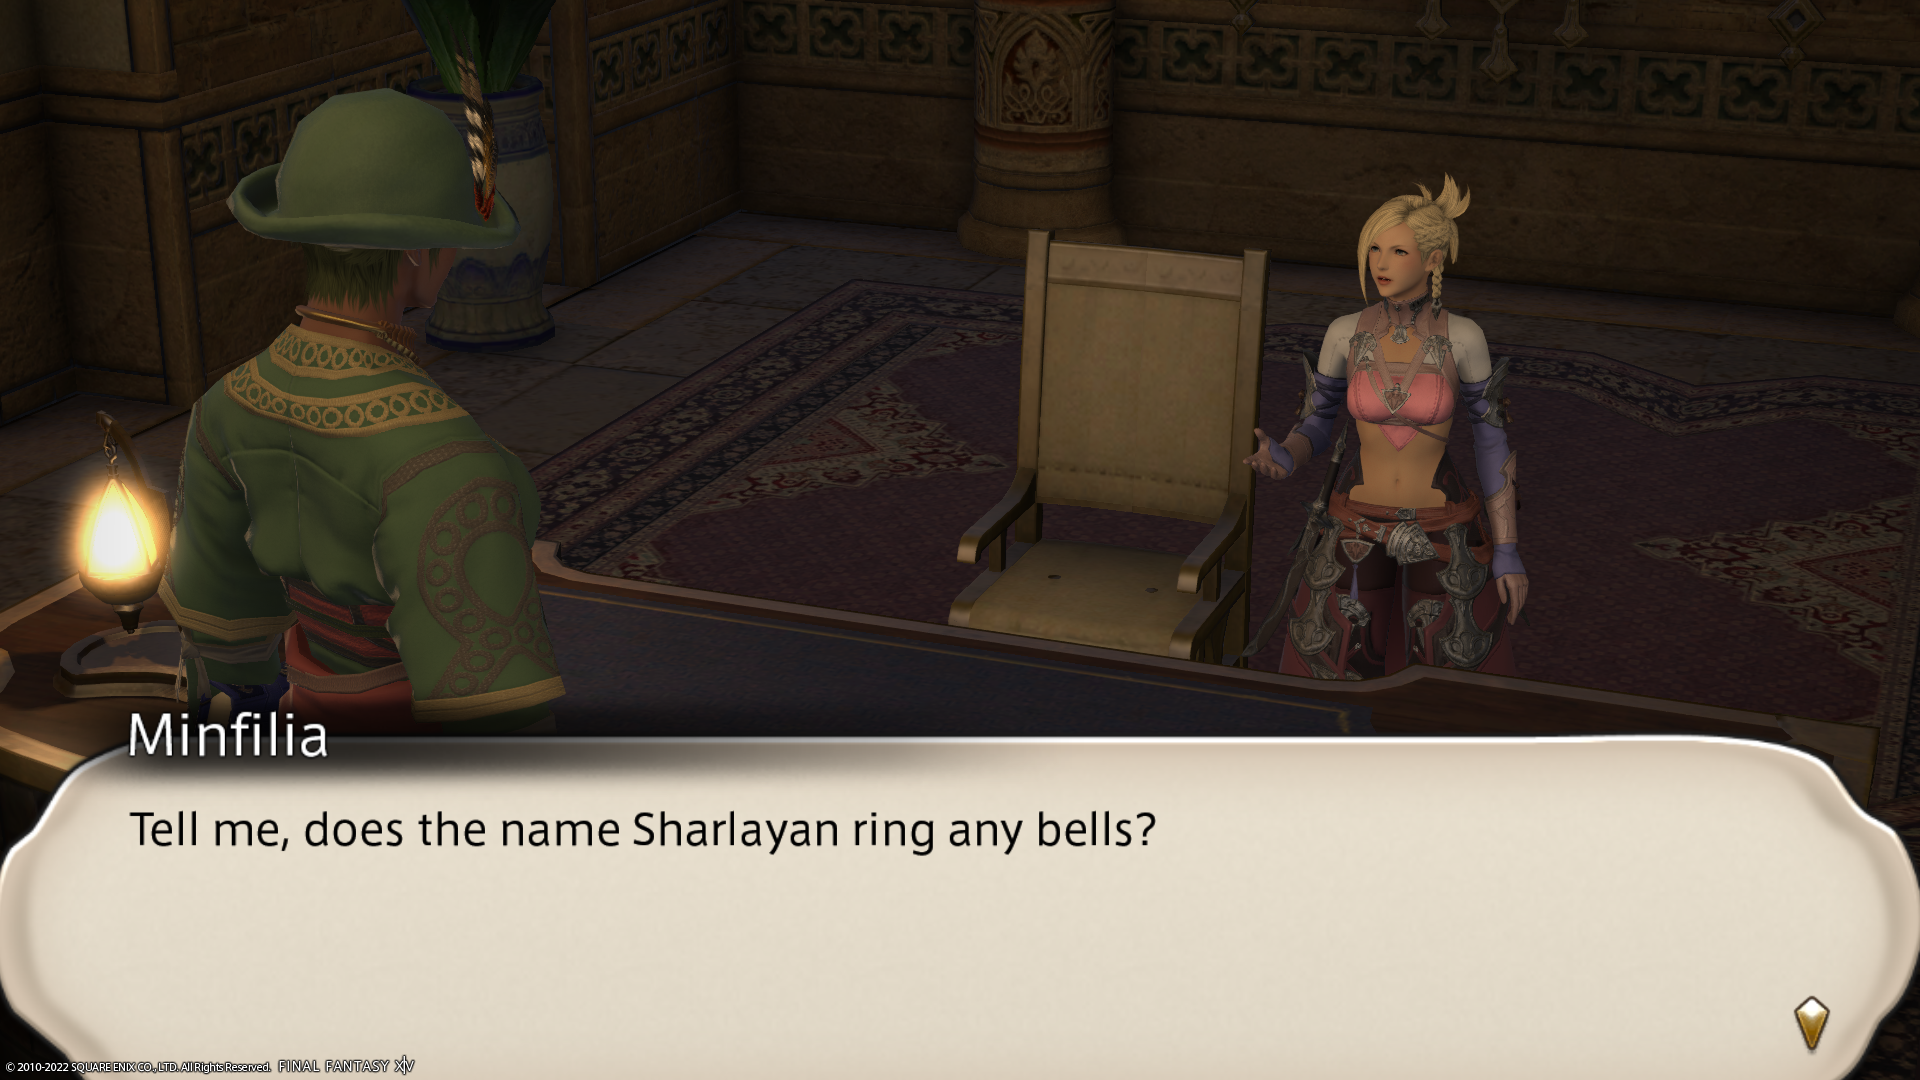 Minfilia
Tell me, does the name Sharlayan ring any bells?
© 2010-2022 SQUARE ENIX CO., LTD. All Rights Reserved. FINAL FANTASY XIV